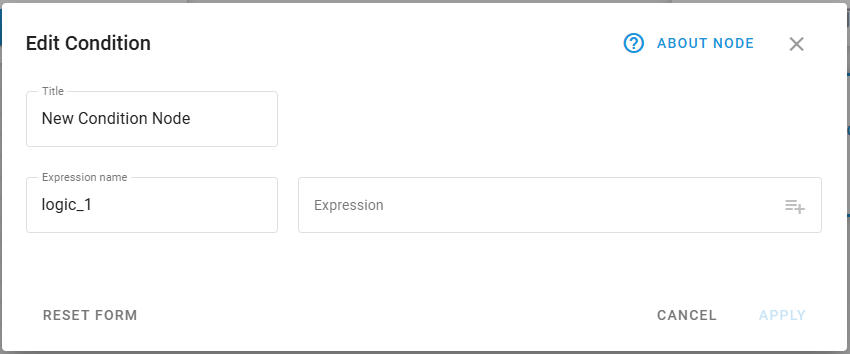 Edit Condition
ABOUT NODE
Title
New Condition Node
Expression name
logic_1
Expression
RESET FORM
CANCEL
APPLY